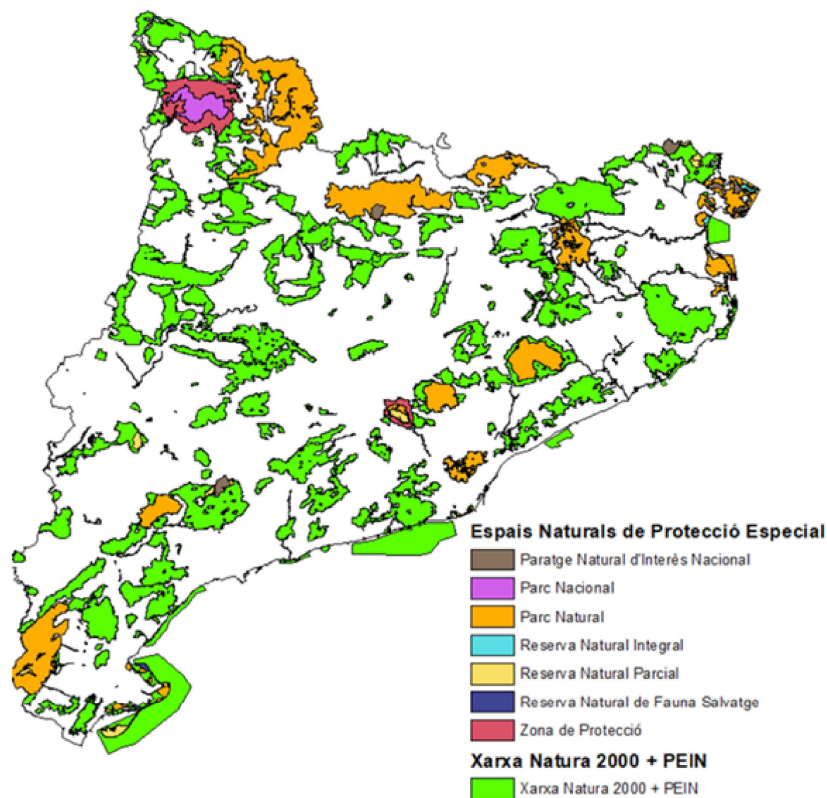 Espais Naturals de Protecció Especial
Paratge Natural d'Interès Nacional
Parc Nacional
Parc Natural
Reserva Natural Integral
Reserva Natural Parcial
Reserva Natural de Fauna Salvatge
Zona de Protecció
Xarxa Natura 2000 + PEIN
Xarxa Natura 2000 + PEIN